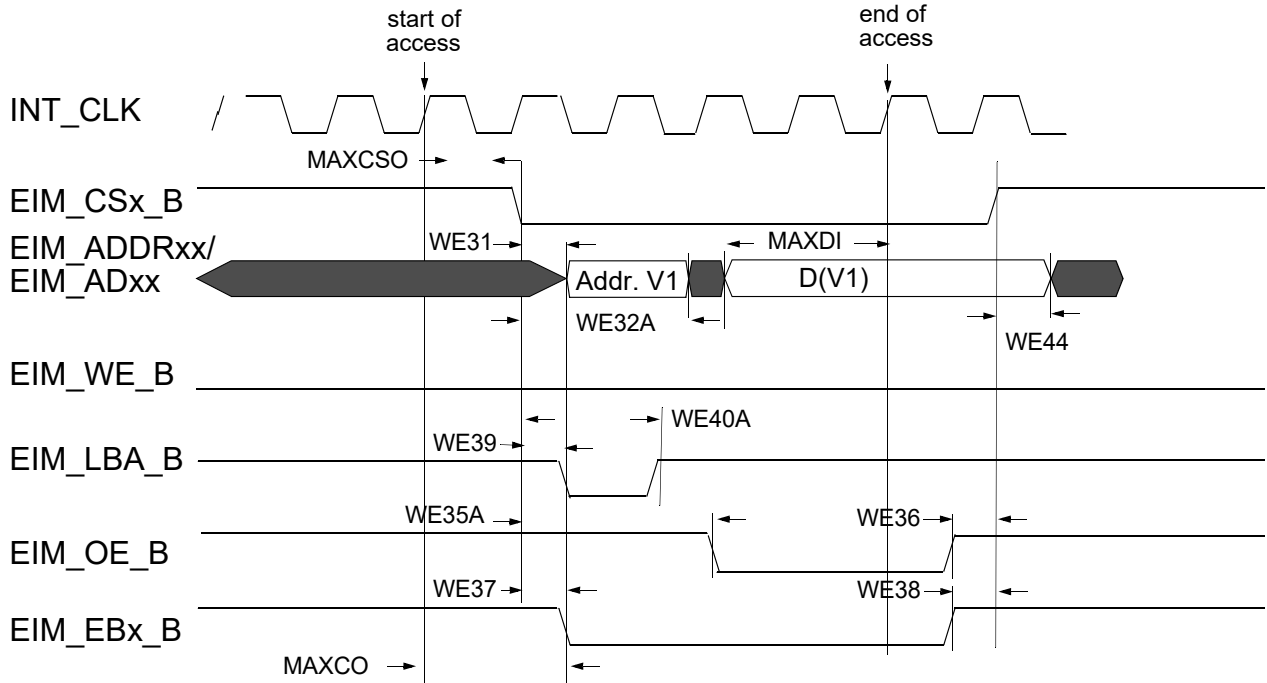 start of
access
end of
access
INT_CLK
MAXCSO
EIM_CSx_B
EIM_ADDRxx/
EIM_ADxx
WE31
MAXDI
Addr. V1
D(V1)
WE32A
WE44
EIM_WE_B
WE40A
WE39
EIM_LBA_B
WE35A
WE36
EIM_OE_B
WE37
WE38
EIM_EBx_B
MAXCO